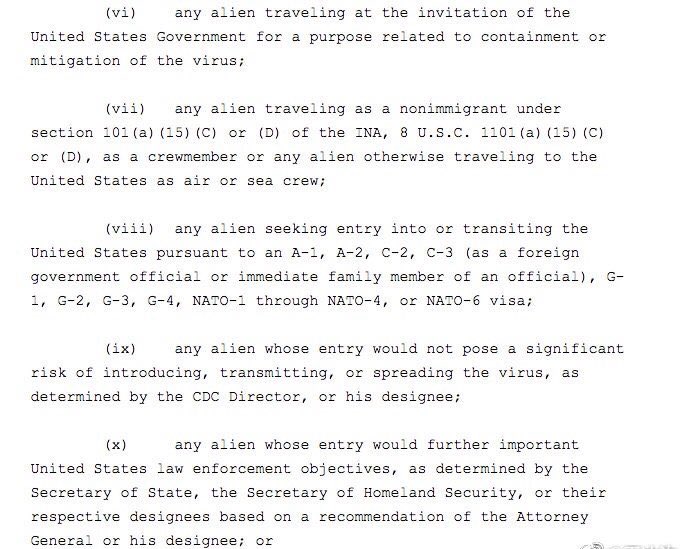 (vi) any alien traveling at the invitation of the
United States Government for a purpose related to containment or
mitigation of the virus;
(vii) any alien traveling as a nonimmigrant under
section 101(a)(15)(C) or (D) of the INA, 8 U.S.C. 1101(a)(15)(C)
or (D), as a crewmember or any alien otherwise traveling to the
United States as air or sea crew;
(viii) any alien seeking entry into or transiting the
United States pursuant to an A-1, A-2, C-2, C-3 (as a foreign
government official or immediate family member of an official), G-
1, G-2, G-3, G-4, NATO-1 through NATO-4, or NATO-6 visa;
(ix) any alien whose entry would not pose a significant
risk of introducing, transmitting, or spreading the virus, as
determined by the CDC Director, or his designee;
(x) any alien whose entry would further important
United States law enforcement objectives, as determined by the
Secretary of State, the Secretary of Homeland Security, or their
respective designees based on a recommendation of the Attorney
General or his designee; or